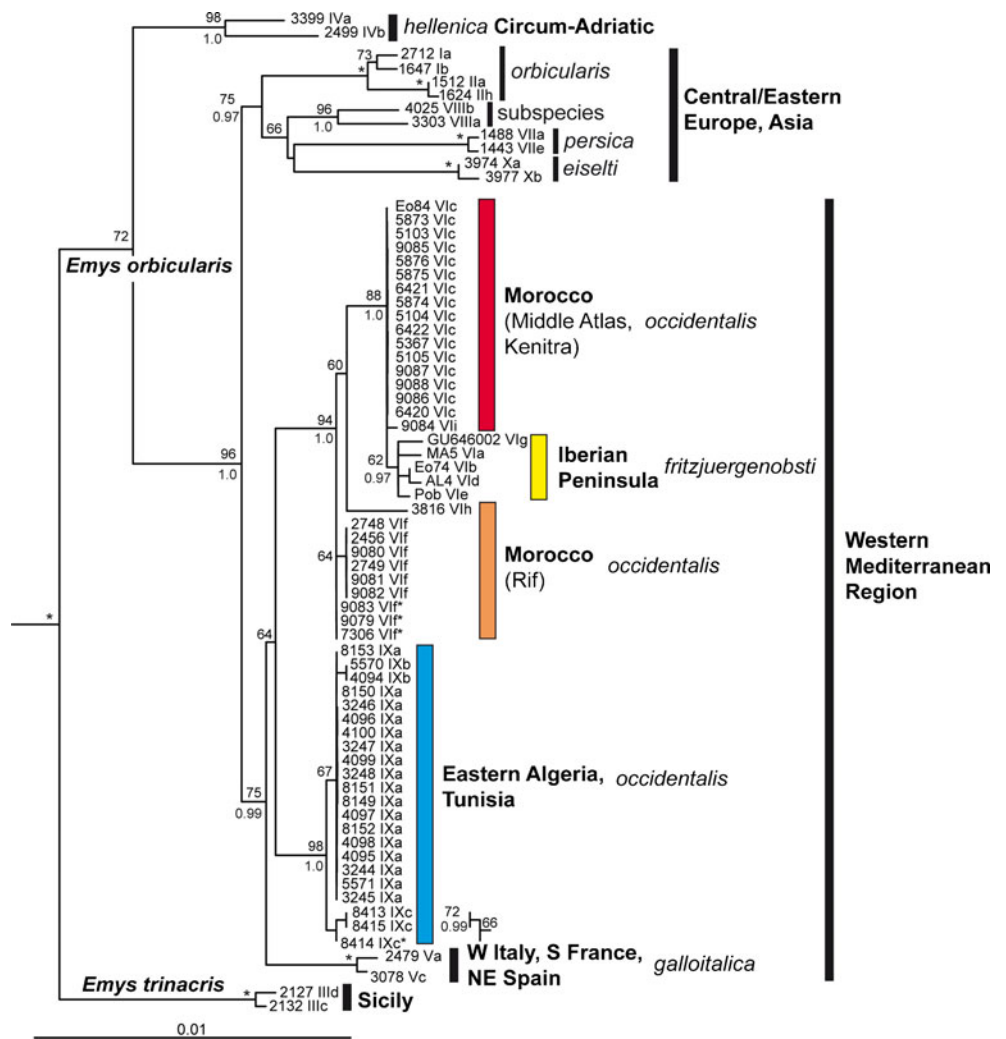 98
1.0
3399 IVa
2499 IVb
hellenica Circum-Adriatic
73
*
2712 Ia
1647 Ib
*
1512 IIa
1624 IIh
orbicularis
75
0.97
96
1.0
4025 VIIIb
3303 VIIIa
subspecies
66
*
1488 VIIa
1443 VIIe
persica
*
3974 Xa
3977 Xb
eiselti
Central/Eastern
Europe, Asia
72
Emys orbicularis
Eo84 VIc
5873 VIc
5103 VIc
9085 VIc
5876 VIc
5875 VIc
6421 VIc
5874 VIc
5104 VIc
6422 VIc
5367 VIc
5105 VIc
9087 VIc
9088 VIc
9086 VIc
6420 VIc
9084 VIi
88
1.0
Morocco
(Middle Atlas,
Kenitra)
occidentalis
60
94
1.0
96
1.0
62
0.97
GU646002 VIg
MA5 VIa
Eo74 VIb
AL4 VId
Pob VIe
Iberian
Peninsula
fritzjuergenobsti
3816 VIh
2748 VIf
2456 VIf
9080 VIf
2749 VIf
9081 VIf
9082 VIf
9083 VIf*
9079 VIf*
7306 VIf*
64
Morocco
(Rif)
occidentalis
Western
Mediterranean
Region
*
64
8153 IXa
5570 IXb
4094 IXb
8150 IXa
3246 IXa
4096 IXa
4100 IXa
3247 IXa
4099 IXa
3248 IXa
8151 IXa
8149 IXa
4097 IXa
8152 IXa
4098 IXa
4095 IXa
3244 IXa
5571 IXa
3245 IXa
67
Eastern Algeria,
Tunisia
occidentalis
75
0.99
98
1.0
8413 IXc
8415 IXc
8414 IXc*
72
0.99
66
*
2479 Va
3078 Vc
W Italy, S France,
NE Spain
galloitalica
Emys trinacris
*
2127 IIId
2132 IIIc
Sicily
0.01